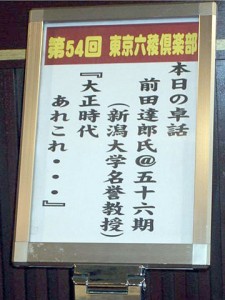 第54回 東京六稜倶楽部
本日の卓話
前田達郎氏@五十六期
(新潟大学名誉教授)
『大正時代
あれこれ・・・』